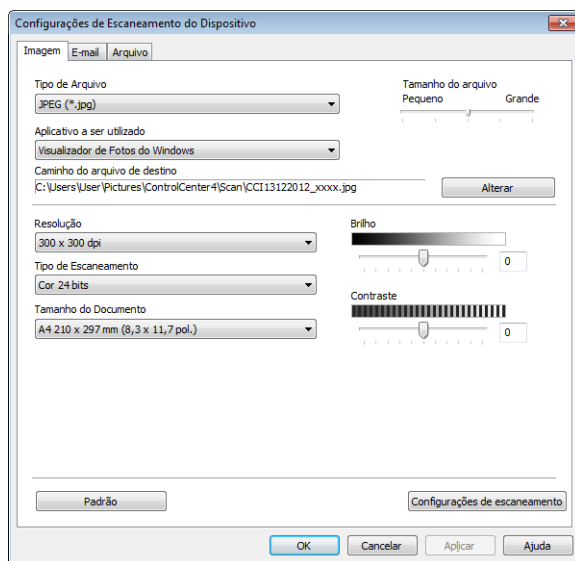 Configurações de Escaneamento do Dispositivo
Imagem E-mail Arquivo
Tipo de Arquivo
JPEG (*.jpg)
Tamanho do arquivo
Pequeno Grande
Aplicativo a ser utilizado
Visualizador de Fotos do Windows
Caminho do arquivo de destino
C:\Users\User\Pictures\ControlCenter4\Scan\CCI13122012_xxxx.jpg
Alterar
Resolução
300 x 300 dpi
Tipo de Escaneamento
Cor 24 bits
Tamanho do Documento
A4 210 x 297 mm (8,3 x 11,7 pol.)
Brilho
0
Contraste
0
Padrão
Configurações de escaneamento
OK Cancelar Aplicar Ajuda